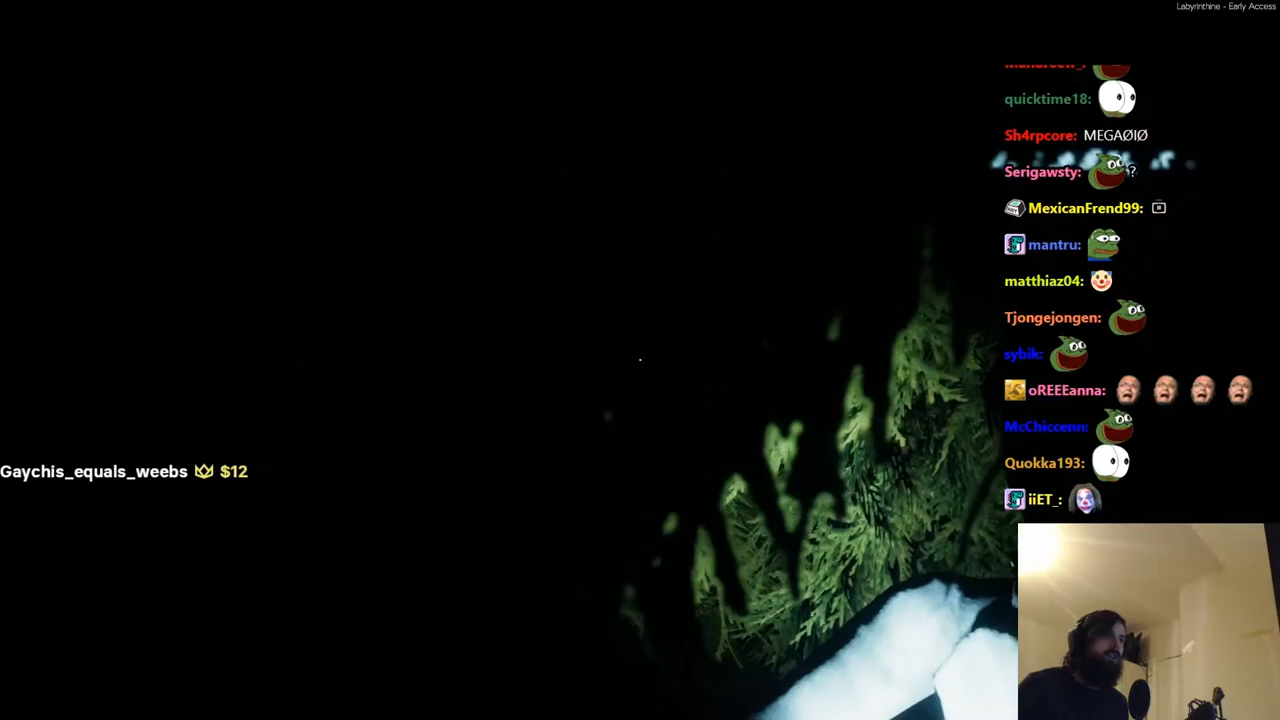 Labyrinthine - Early Access
quicktime18:
Sh4rpcore: MEGAØIØ
Serigawsty: ?
MexicanFrend99:
mantru:
matthiaz04:
Tjongejongen:
sybik:
oREEEanna:
McChiccenn:
Gaychis_equals_weebs $12
Quokka193:
iiET_: